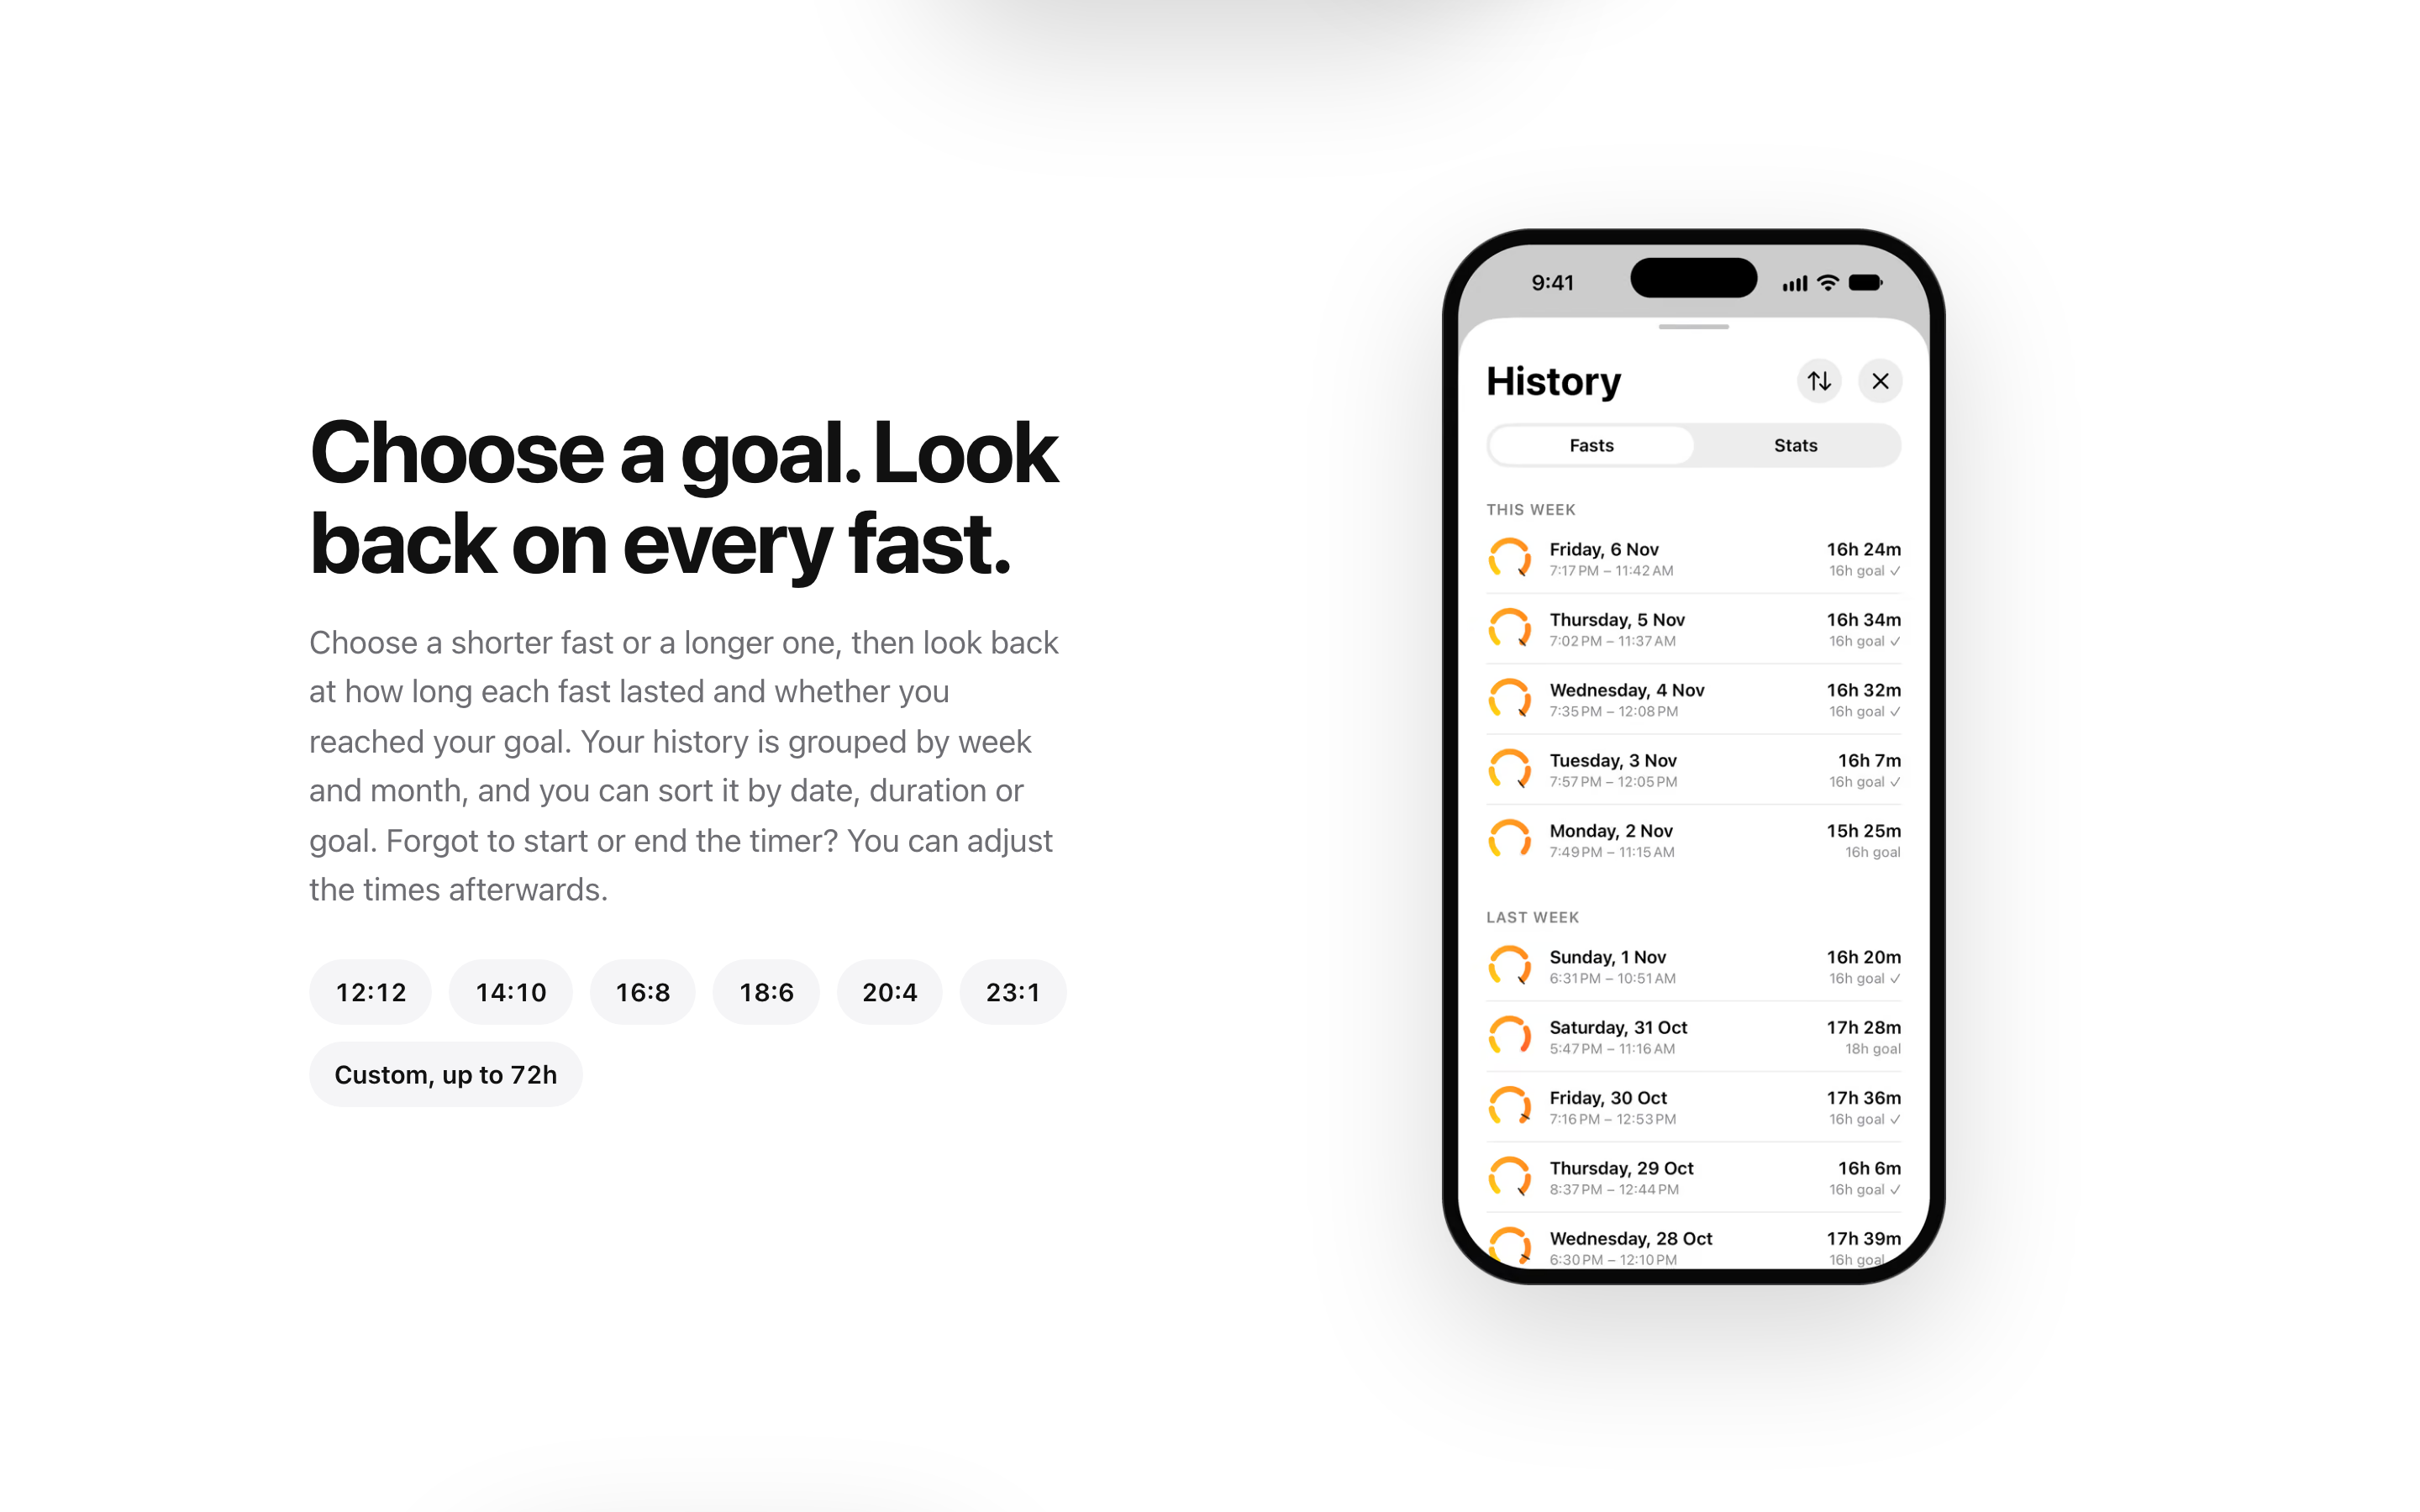 Choose a goal. Look
back on every fast.
Choose a shorter fast or a longer one, then look back
at how long each fast lasted and whether you
reached your goal. Your history is grouped by week
and month, and you can sort it by date, duration or
goal. Forgot to start or end the timer? You can adjust
the times afterwards.
12:12 14:10 16:8 18:6 20:4 23:1
Custom, up to 72h
9:41
History
Fasts Stats
THIS WEEK
Friday, 6 Nov 16h 24m
7:17 PM – 11:42 AM 16h goal ✓
Thursday, 5 Nov 16h 34m
7:02 PM – 11:37 AM 16h goal ✓
Wednesday, 4 Nov 16h 32m
7:35 PM – 12:08 PM 16h goal ✓
Tuesday, 3 Nov 16h 7m
7:57 PM – 12:05 PM 16h goal ✓
Monday, 2 Nov 15h 25m
7:49 PM – 11:15 AM 16h goal
LAST WEEK
Sunday, 1 Nov 16h 20m
6:31 PM – 10:51 AM 16h goal ✓
Saturday, 31 Oct 17h 28m
5:47 PM – 11:16 AM 18h goal
Friday, 30 Oct 17h 36m
7:16 PM – 12:53 PM 16h goal ✓
Thursday, 29 Oct 16h 6m
8:37 PM – 12:44 PM 16h goal ✓
Wednesday, 28 Oct 17h 39m
6:30 PM – 12:10 PM 16h goal